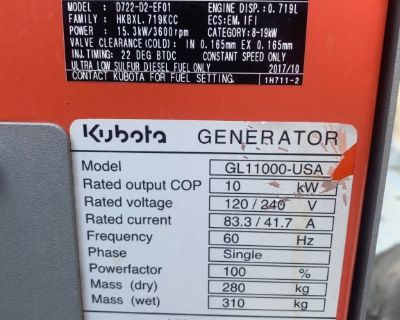 MODEL : D722-D2-EF01 ENGINE DISP.: 0.719L
FAMILY : HKBXL.719KCC ECS:EM,IFI
POWER : 15.3kW/3600rpm CATEGORY:8-19kW
VALVE CLEARANCE(COLD): IN 0.165mm EX 0.165mm
INJ.TIMING: 22 DEG BTDC CONSTANT SPEED ONLY
ULTRA LOW SULFUR DIESEL FUEL ONLY 2017/10
CONTACT KUBOTA FOR FUEL SETTING. 1H711-2
Kubota GENERATOR
Model GL11000-USA
Rated output COP 10 kW
Rated voltage 120 / 240 V
Rated current 83.3 / 41.7 A
Frequency 60 Hz
Phase Single
Powerfactor 100 %
Mass (dry) 280 kg
Mass (wet) 310 kg